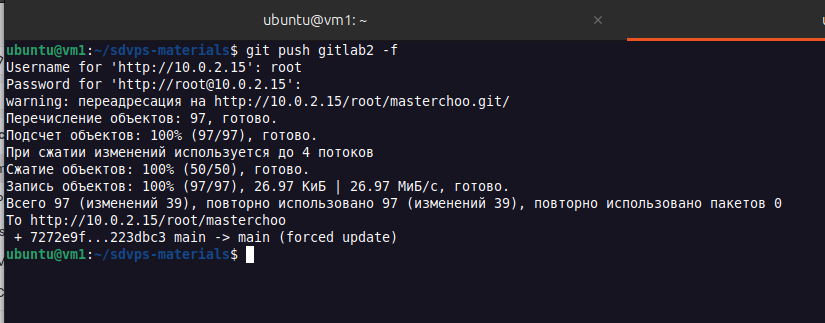 ubuntu@vm1: ~
ubuntu@vm1:~/sdvps-materials$ git push gitlab2 -f
Username for 'http://10.0.2.15': root
Password for 'http://root@10.0.2.15':
warning: переадресация на http://10.0.2.15/root/masterchoo.git/
Перечисление объектов: 97, готово.
Подсчет объектов: 100% (97/97), готово.
При сжатии изменений используется до 4 потоков
Сжатие объектов: 100% (50/50), готово.
Запись объектов: 100% (97/97), 26.97 КиБ | 26.97 МиБ/с, готово.
Всего 97 (изменений 39), повторно использовано 97 (изменений 39), повторно использовано пакетов 0
To http://10.0.2.15/root/masterchoo
 + 7272e9f...223dbc3 main -> main (forced update)
ubuntu@vm1:~/sdvps-materials$